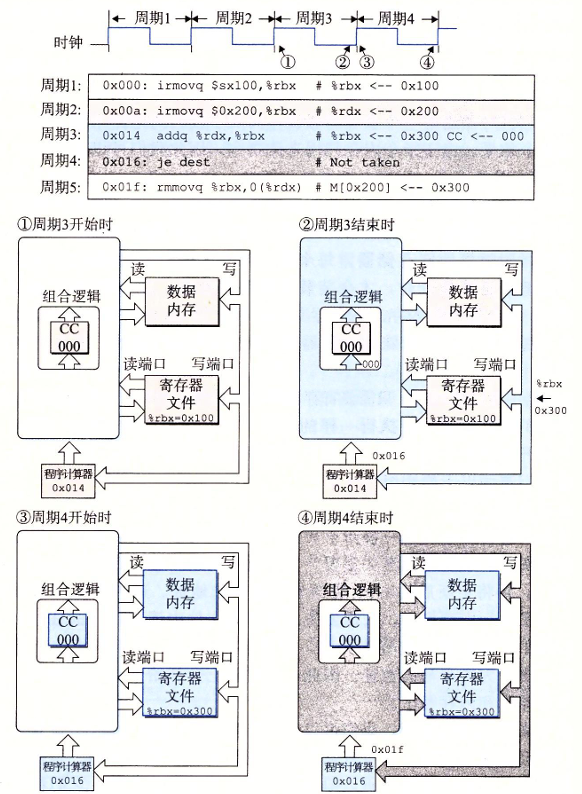 周期1 周期2 周期3 周期4
时钟
① ② ③ ④
周期1: 0x000: irmovq $sx100,%rbx # %rbx <-- 0x100
周期2: 0x00a: irmovq $0x200,%rbx # %rdx <-- 0x200
周期3: 0x014 addq %rdx,%rbx # %rbx <-- 0x300 CC <-- 000
周期4: 0x016: je dest # Not taken
周期5: 0x01f: rmmovq %rbx,0(%rdx) # M[0x200] <-- 0x300
①周期3开始时
读 写
组合逻辑
数据
内存
CC
000
读端口 写端口
寄存器
文件
%rbx=0x100
程序计算器
0x014
②周期3结束时
读 写
组合逻辑
数据
内存
CC
000
000
读端口 写端口
寄存器
文件
%rbx=0x100
%rbx
0x300
0x016
程序计算器
0x014
③周期4开始时
读 写
组合逻辑
数据
内存
CC
000
读端口 写端口
寄存器
文件
%rbx=0x300
程序计算器
0x016
④周期4结束时
读 写
组合逻辑
数据
内存
CC
000
读端口 写端口
寄存器
文件
%rbx=0x300
0x01f
程序计算器
0x016